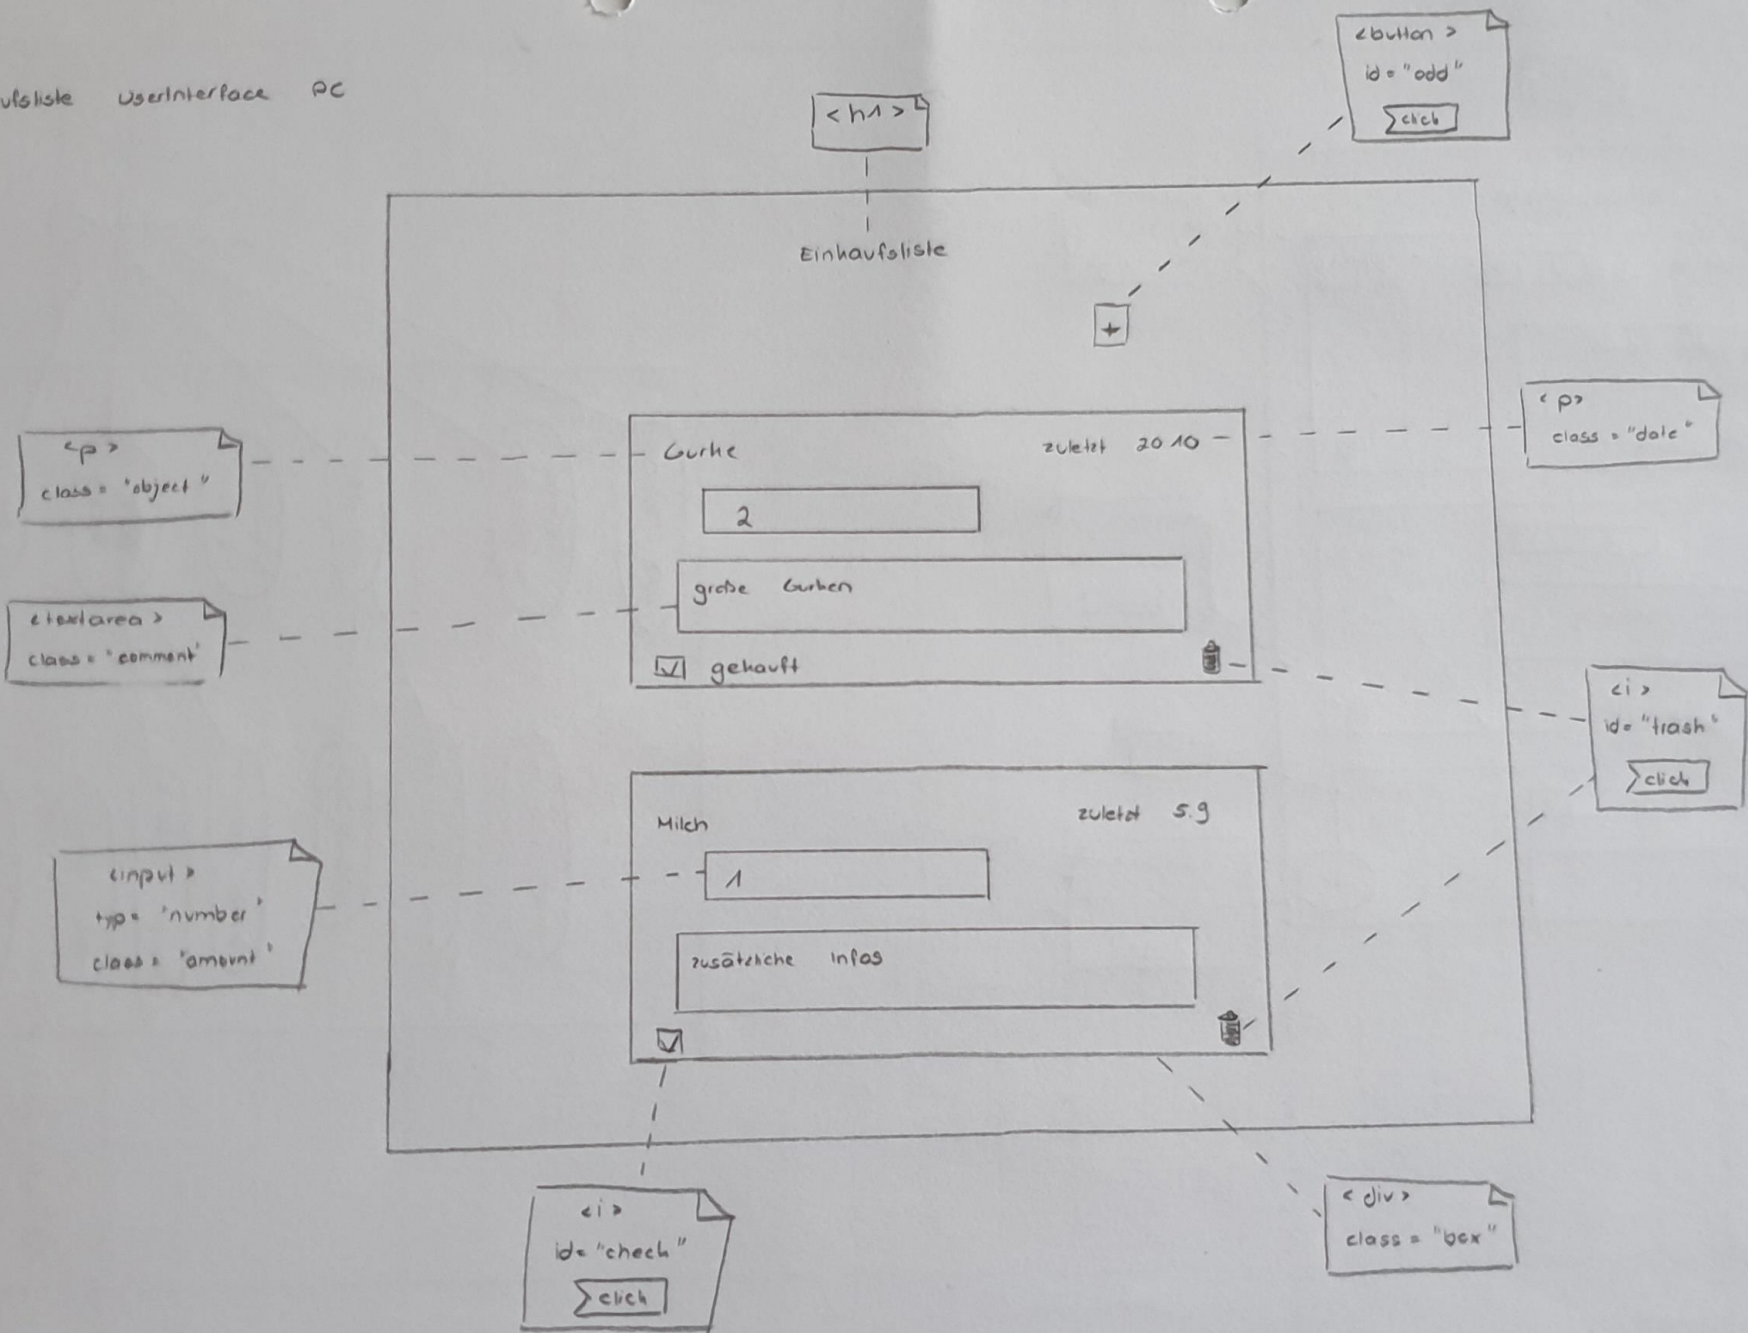 ufsliste UserInterface PC
<button>
id = "add"
click
<h1>
Einkaufsliste
+
<p>
class = "date"
<p>
class = "object"
Gurke
zuletzt 20 10
2
<textarea>
class = "comment"
große Gurken
gekauft
<i>
id = "trash"
click
Milch
zuletzt 5.9
<input>
typ = "number"
class = "amount"
1
zusätzliche Infos
<i>
id = "check"
click
<div>
class = "box"